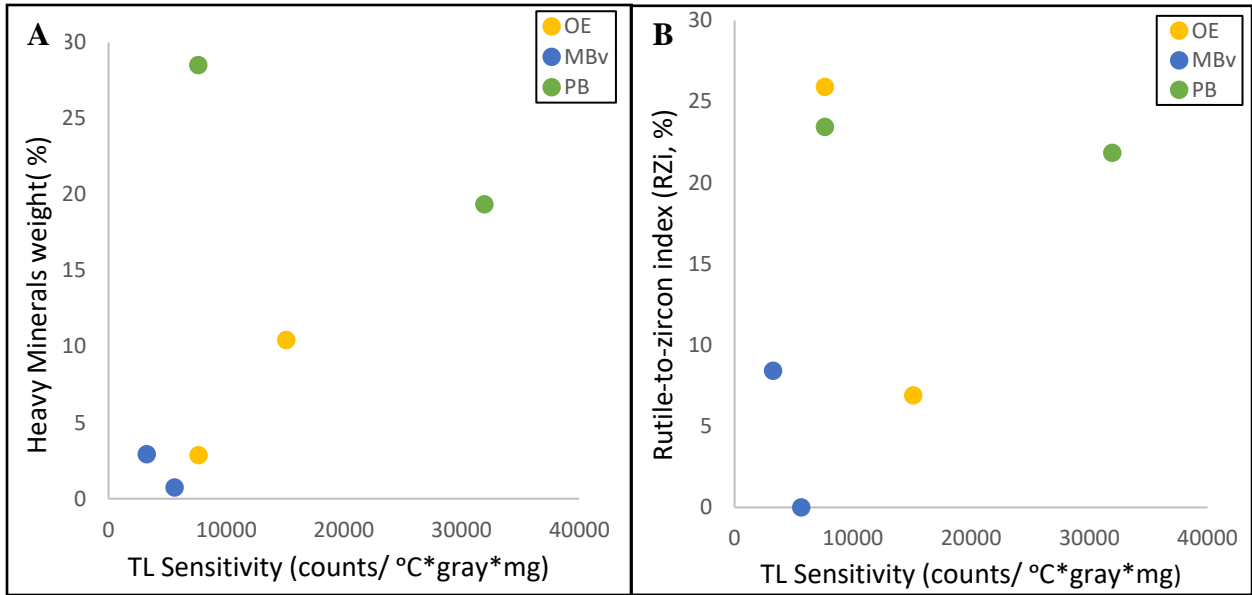 A
OE
MBv
PB
30
25
20
15
10
5
0
0 10000 20000 30000 40000
Heavy Minerals weight( %)
TL Sensitivity (counts/ °C*gray*mg)
B
OE
MBv
PB
30
25
20
15
10
5
0
0 10000 20000 30000 40000
Rutile-to-zircon index (RZi, %)
TL Sensitivity (counts/ °C*gray*mg)